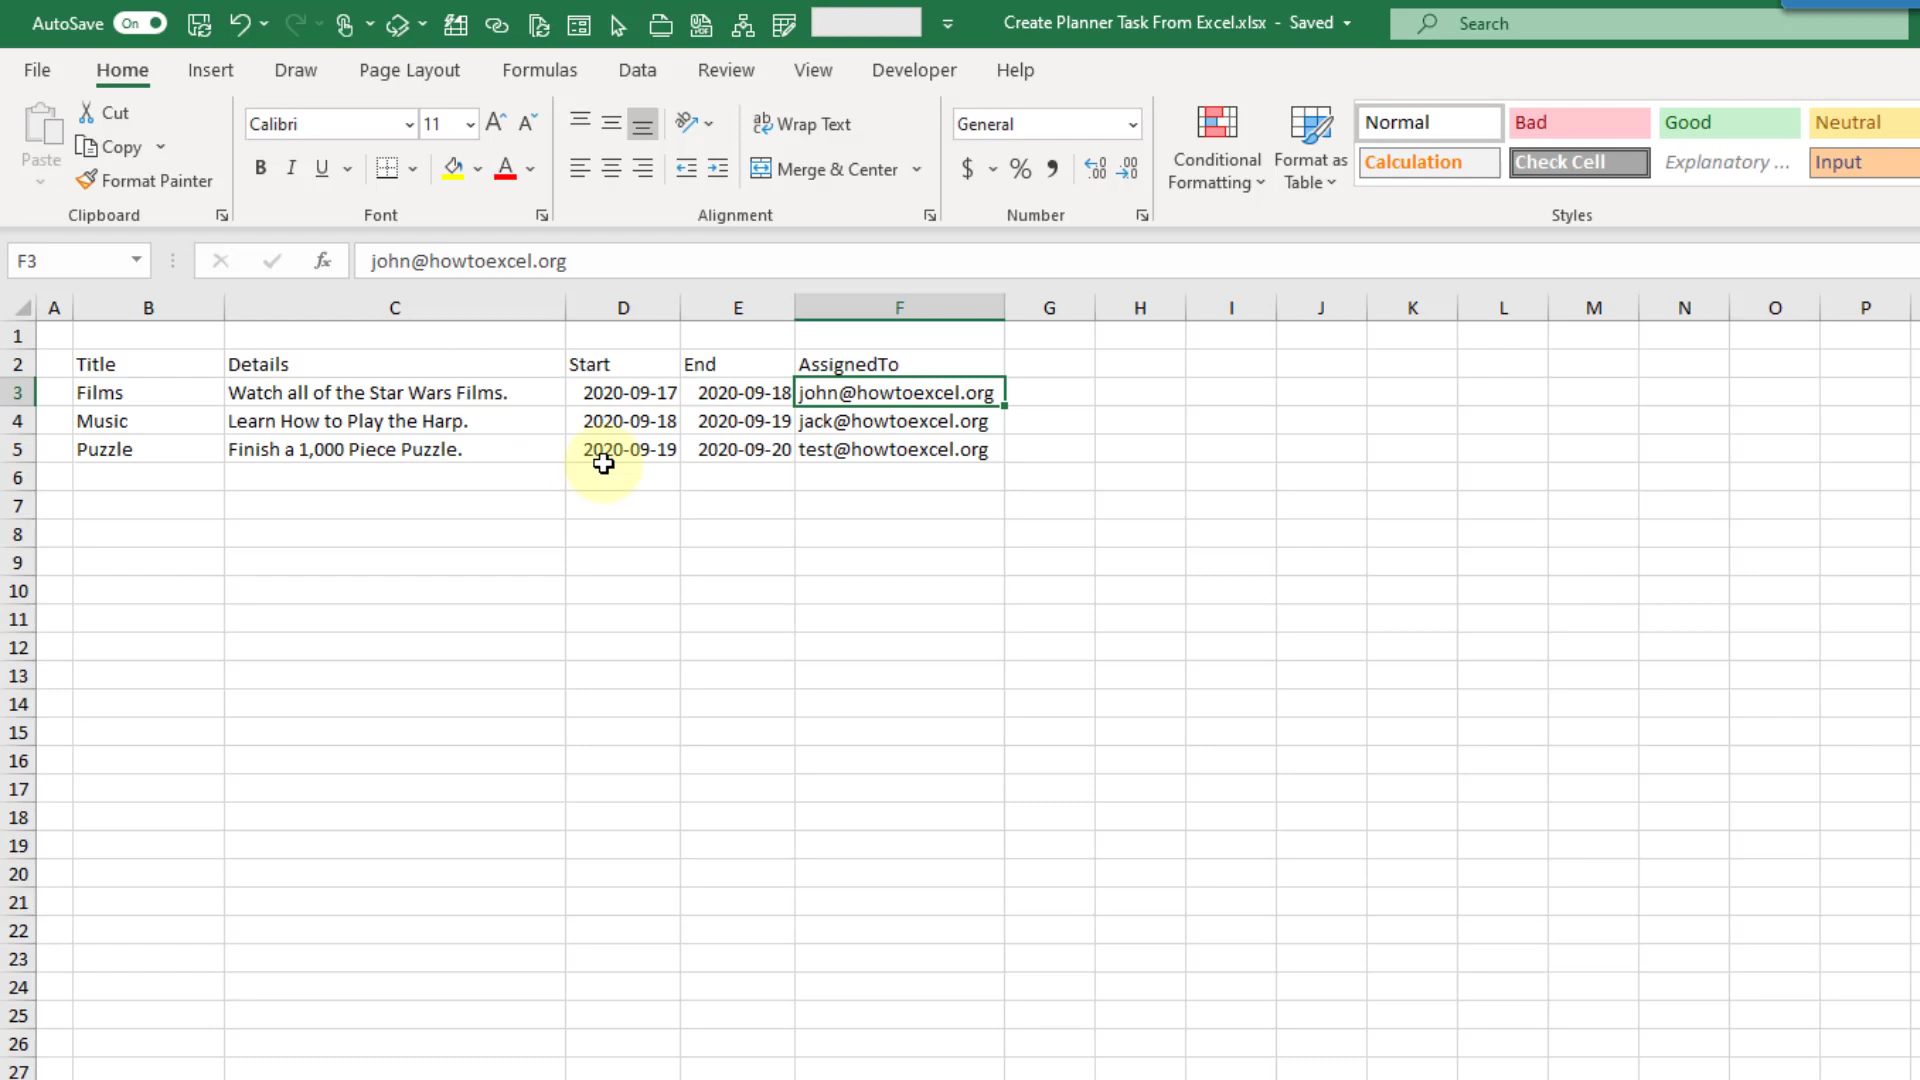 AutoSave On Create Planner Task From Excel.xlsx - Saved Search
File Home Insert Draw Page Layout Formulas Data Review View Developer Help
Paste Cut Copy Format Painter
Calibri 11
B I U A
Wrap Text
Merge & Center
General
$ %
Conditional Formatting
Format as Table
Normal Bad Good Neutral
Calculation Check Cell Explanatory ... Input
Clipboard Font Alignment Number Styles
F3 fx john@howtoexcel.org
A B C D E F G H I J K L M N O P
1
2 Title Details Start End AssignedTo
3 Films Watch all of the Star Wars Films. 2020-09-17 2020-09-18 john@howtoexcel.org
4 Music Learn How to Play the Harp. 2020-09-18 2020-09-19 jack@howtoexcel.org
5 Puzzle Finish a 1,000 Piece Puzzle. 2020-09-19 2020-09-20 test@howtoexcel.org
6
7
8
9
10
11
12
13
14
15
16
17
18
19
20
21
22
23
24
25
26
27